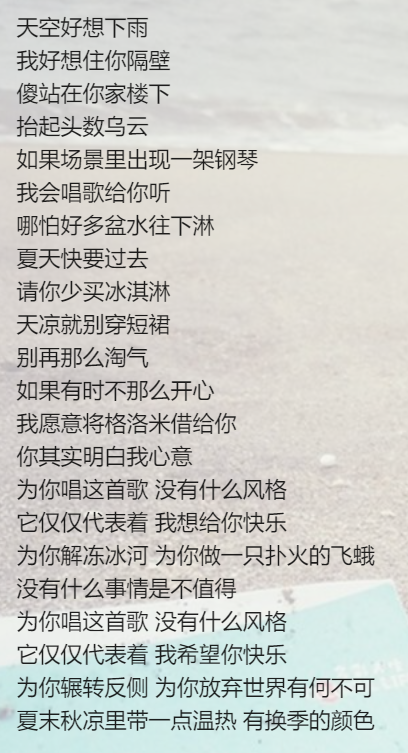 天空好想下雨
我好想住你隔壁
傻站在你家楼下
抬起头数乌云
如果场景里出现一架钢琴
我会唱歌给你听
哪怕好多盆水往下淋
夏天快要过去
请你少买冰淇淋
天凉就别穿短裙
别再那么淘气
如果有时不那么开心
我愿意将格洛米借给你
你其实明白我心意
为你唱这首歌 没有什么风格
它仅仅代表着 我想给你快乐
为你解冻冰河 为你做一只扑火的飞蛾
没有什么事情是不值得
为你唱这首歌 没有什么风格
它仅仅代表着 我希望你快乐
为你辗转反侧 为你放弃世界有何不可
夏末秋凉里带一点温热 有换季的颜色